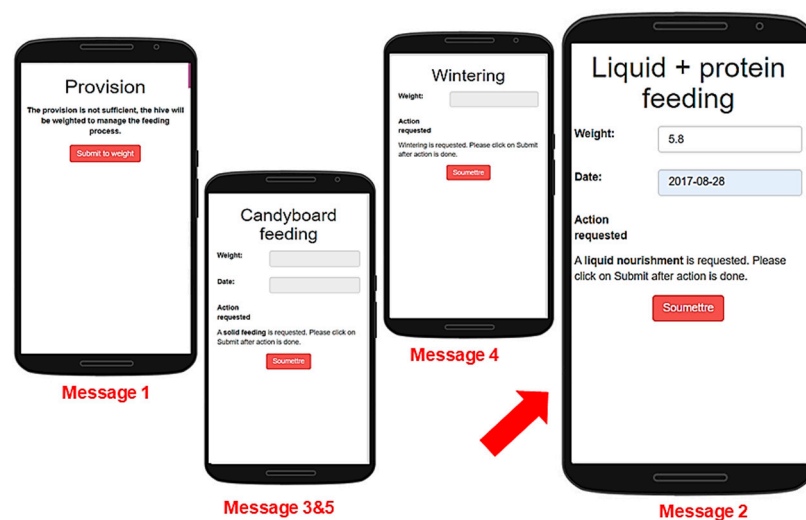 Provision
The provision is not sufficient, the hive will
be weighted to manage the feeding
process.
Submit to weight
Message 1
Candyboard
feeding
Weight:
Date:
Action
requested
A solid feeding is requested. Please click on
Submit after action is done.
Soumettre
Message 3&5
Wintering
Weight:
Action
requested
Wintering is requested. Please click on Submit
after action is done.
Soumettre
Message 4
Liquid + protein
feeding
Weight:
5.8
Date:
2017-08-28
Action
requested
A liquid nourishment is requested. Please
click on Submit after action is done.
Soumettre
Message 2